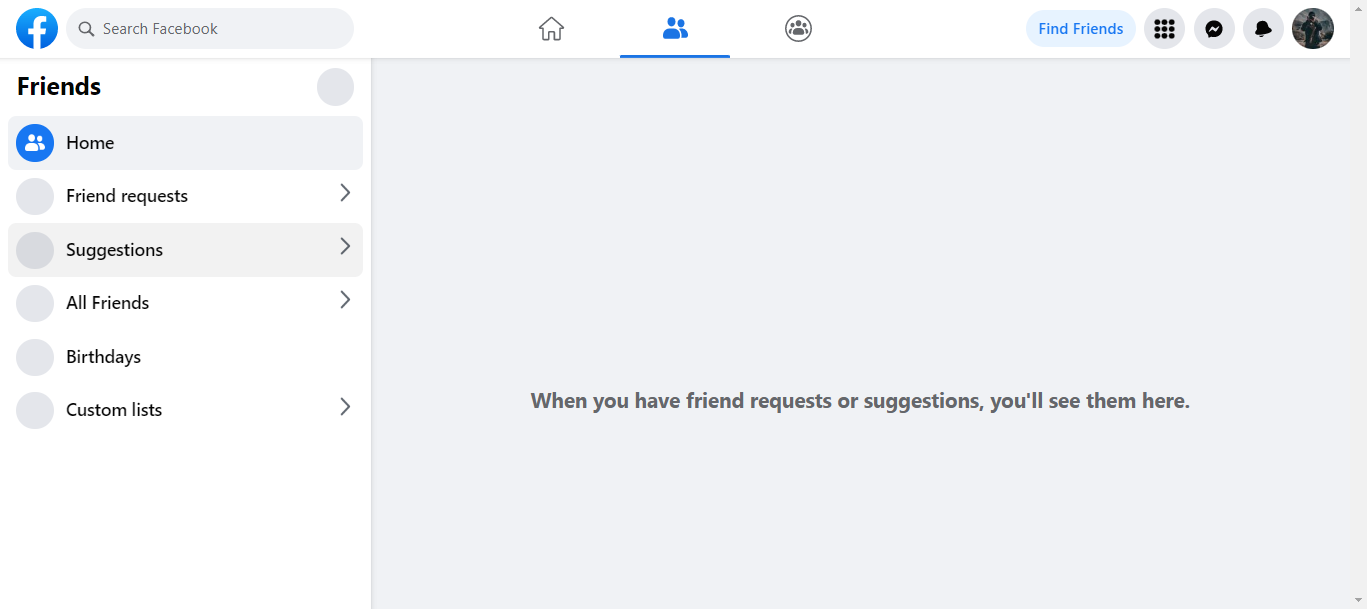 Search Facebook
Find Friends
Friends
Home
Friend requests
Suggestions
All Friends
Birthdays
Custom lists
When you have friend requests or suggestions, you'll see them here.